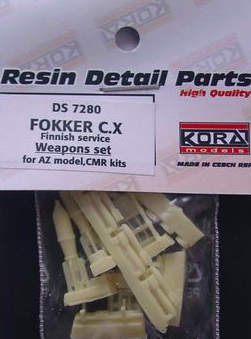 Resin Detail Parts
High Quality
DS 7280
FOKKER C.X
Finnish service
Weapons set
for AZ model,CMR kits
KORA
models
MADE IN CZECH REP